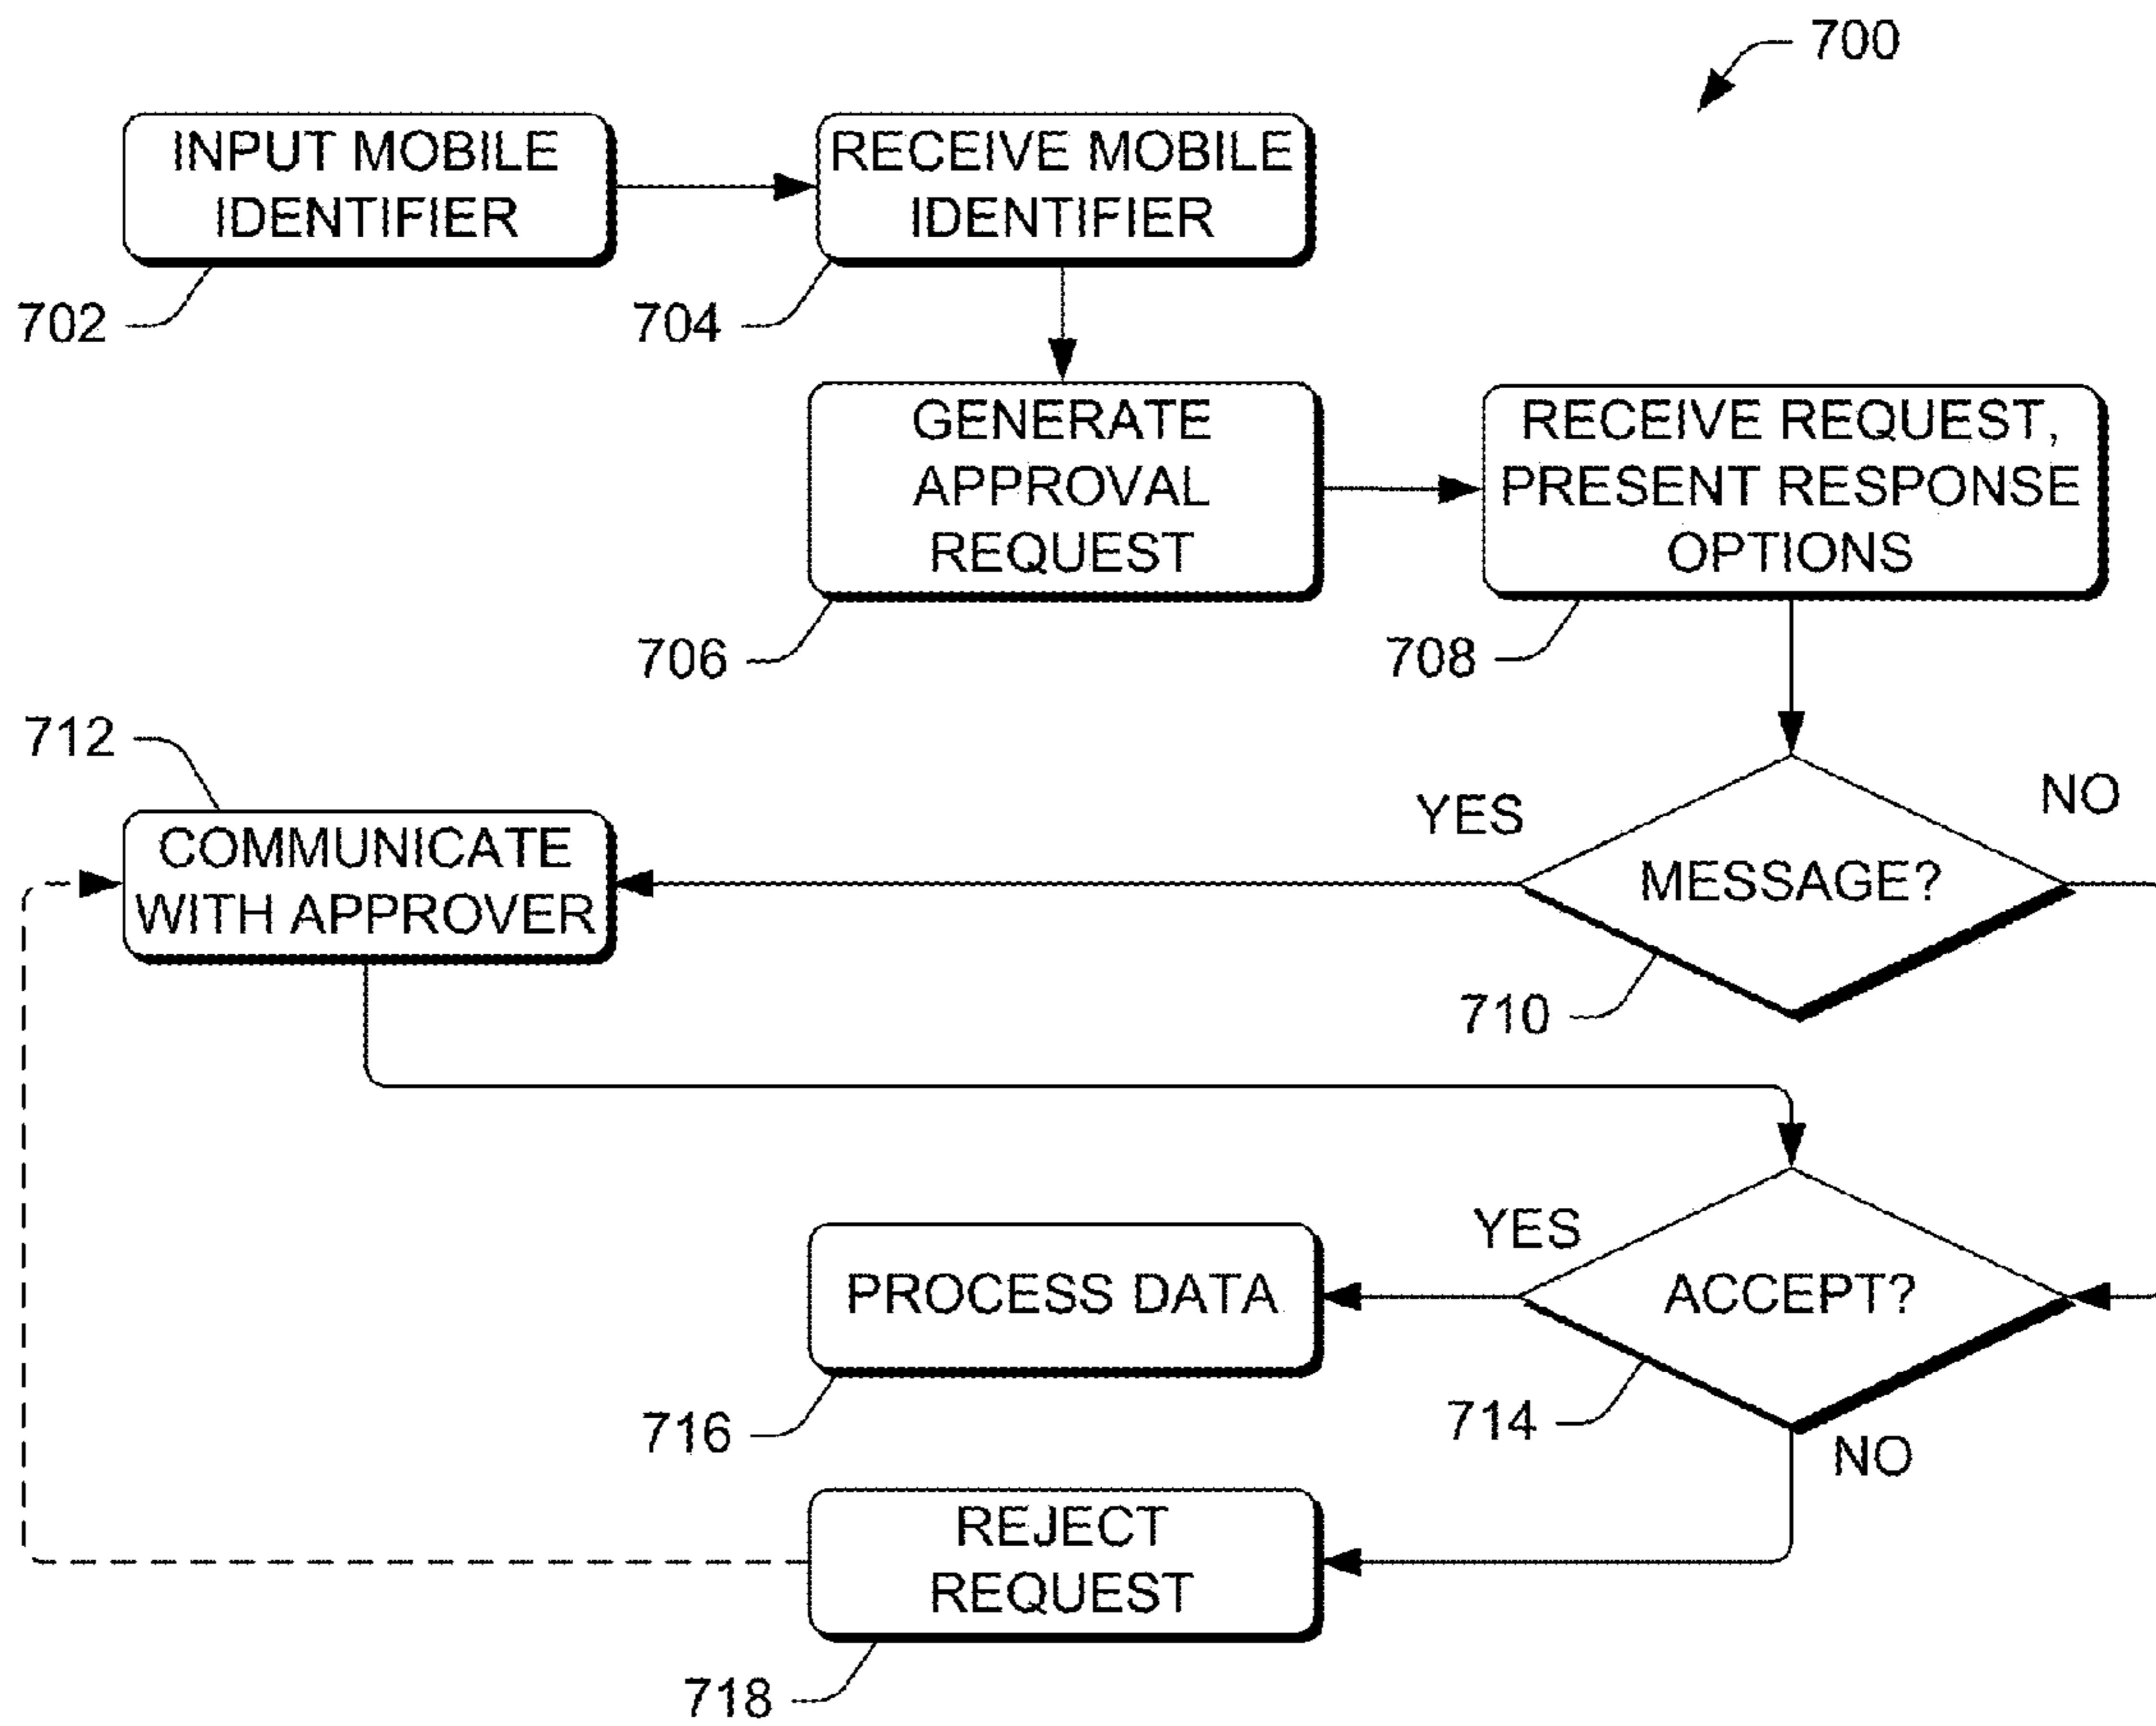 700
INPUT MOBILE
IDENTIFIER
702
RECEIVE MOBILE
IDENTIFIER
704
GENERATE
APPROVAL
REQUEST
706
RECEIVE REQUEST,
PRESENT RESPONSE
OPTIONS
708
712
COMMUNICATE
WITH APPROVER
YES
NO
MESSAGE?
710
YES
ACCEPT?
714
NO
PROCESS DATA
716
REJECT
REQUEST
718